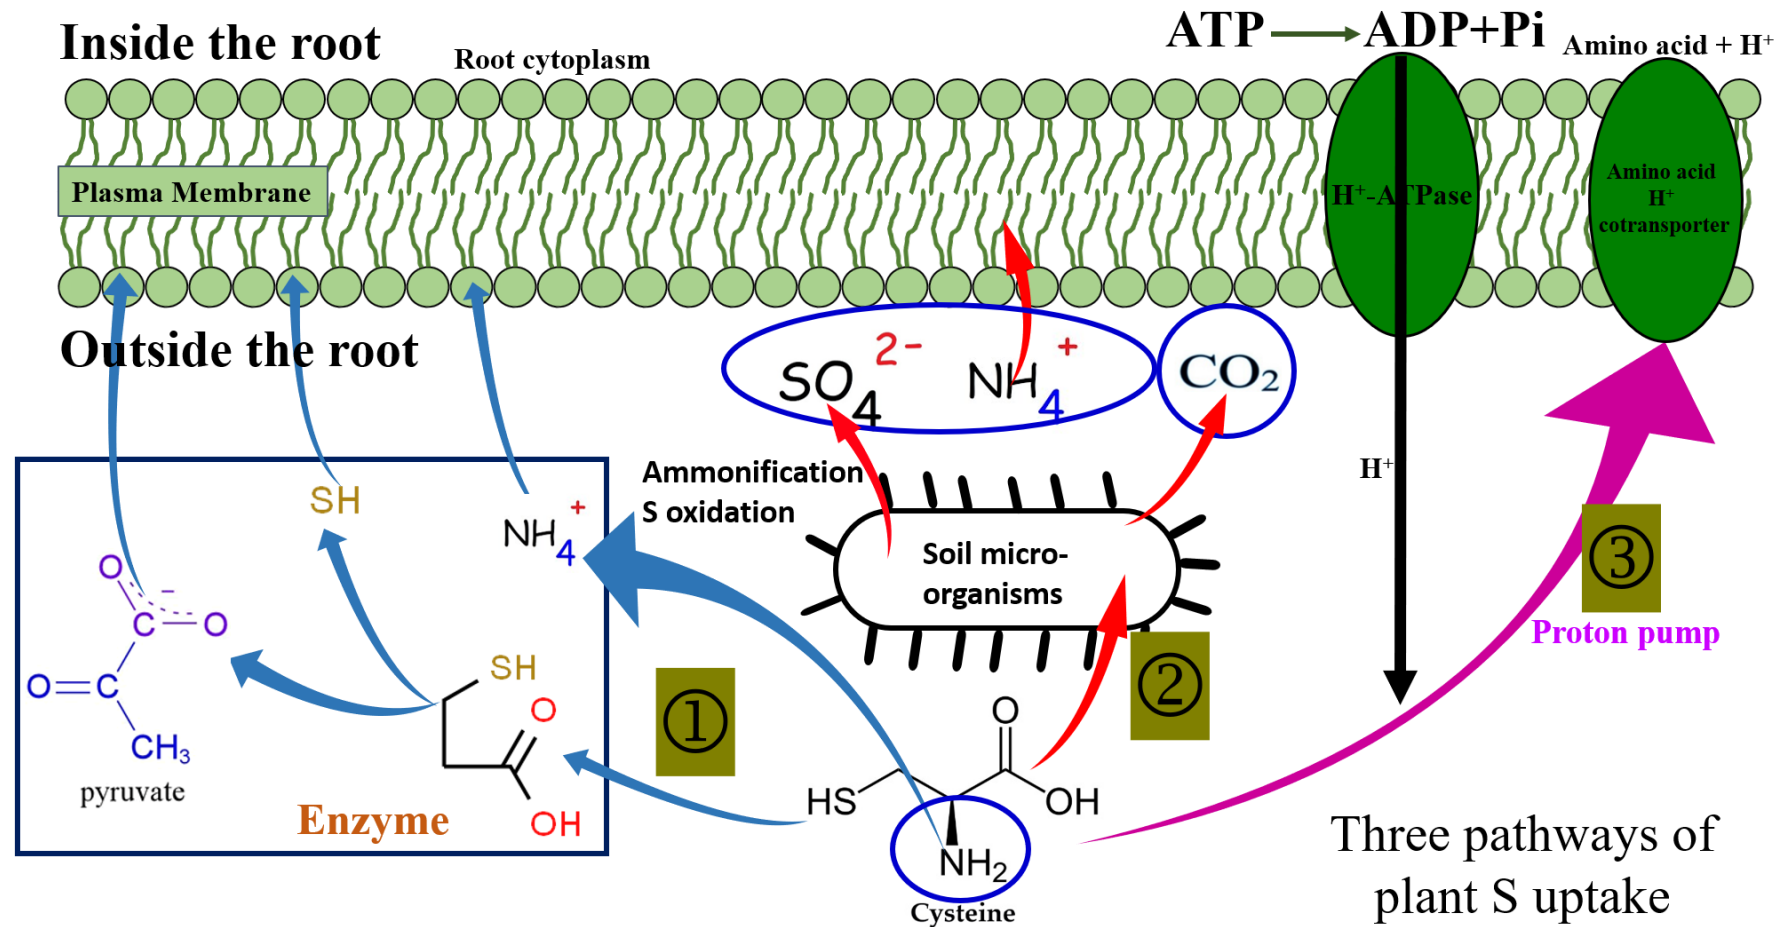 Inside the root
Root cytoplasm
ATP
ADP+Pi
Amino acid + H⁺
Plasma Membrane
H⁺-ATPase
Amino acid
H⁺
cotransporter
Outside the root
SO₄²⁻
NH₄⁺
CO₂
Ammonification
S oxidation
Soil micro-
organisms
H⁺
③
Proton pump
SH
NH₄⁺
O
C
−
O
O
C
CH₃
pyruvate
SH
O
OH
Enzyme
①
②
O
HS
OH
NH₂
Cysteine
Three pathways of
plant S uptake